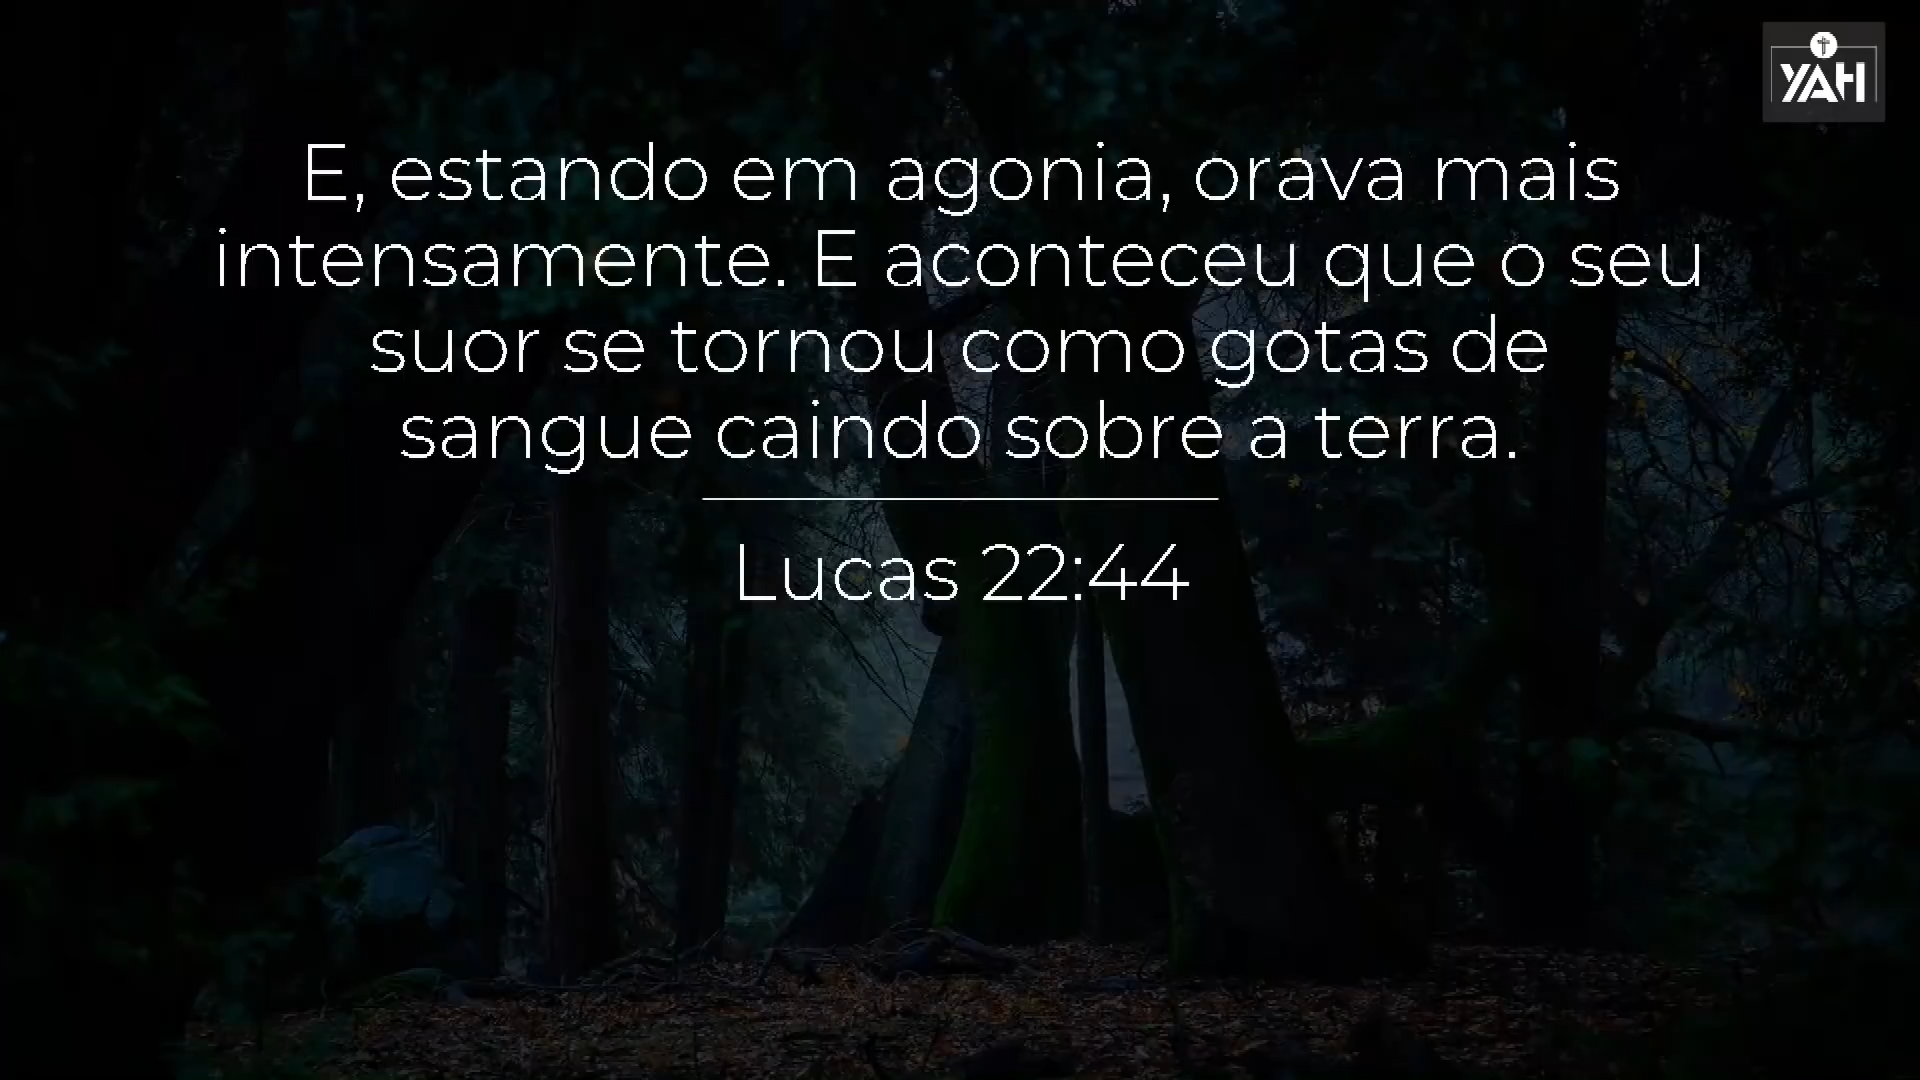 YAH
E, estando em agonia, orava mais
intensamente. E aconteceu que o seu
suor se tornou como gotas de
sangue caindo sobre a terra.
Lucas 22:44